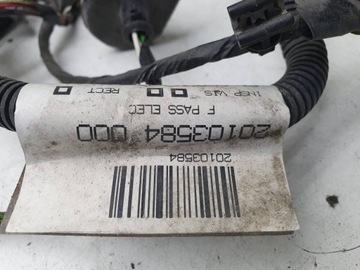 RECT INSP VIS
F PASS ELEC
20103584 000
20103584